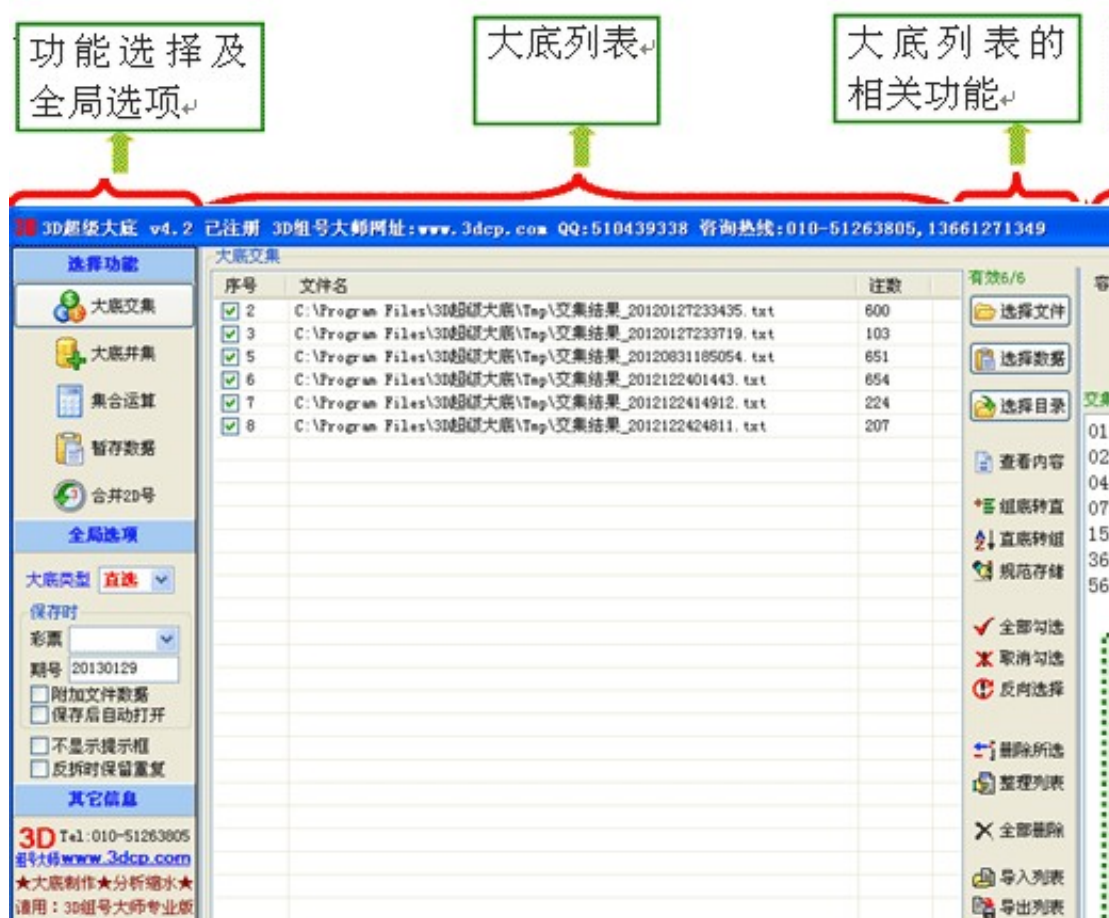 功能选择及
全局选项
大底列表
大底列表的
相关功能
3D超级大底 v4.2 已注册 3D组号大师网址:www.3dcp.com QQ:510439338 咨询热线:010-51263805,13661271349
选择功能
大底交集
大底并集
集合运算
暂存数据
合并2D号
全局选项
大底类型 直选
保存时
彩票
期号 20130129
附加文件数据
保存后自动打开
不显示提示框
反拆时保留重复
其它信息
3D Tel:010-51263805
组号大师www.3dcp.com
★大底制作★分析缩水★
请用：3D组号大师专业版
大底交集
序号 文件名 注数
2 C:\Program Files\3D超级大底\Tmp\交集结果_20120127233435.txt 600
3 C:\Program Files\3D超级大底\Tmp\交集结果_20120127233719.txt 103
5 C:\Program Files\3D超级大底\Tmp\交集结果_20120831185054.txt 651
6 C:\Program Files\3D超级大底\Tmp\交集结果_2012122401443.txt 654
7 C:\Program Files\3D超级大底\Tmp\交集结果_2012122414912.txt 224
8 C:\Program Files\3D超级大底\Tmp\交集结果_2012122424811.txt 207
有效6/6
选择文件
选择数据
选择目录
查看内容
组底转直
直底转组
规范存储
全部勾选
取消勾选
反向选择
删除所选
整理列表
全部删除
导入列表
导出列表
容
交集
01
02
04
07
15
36
56